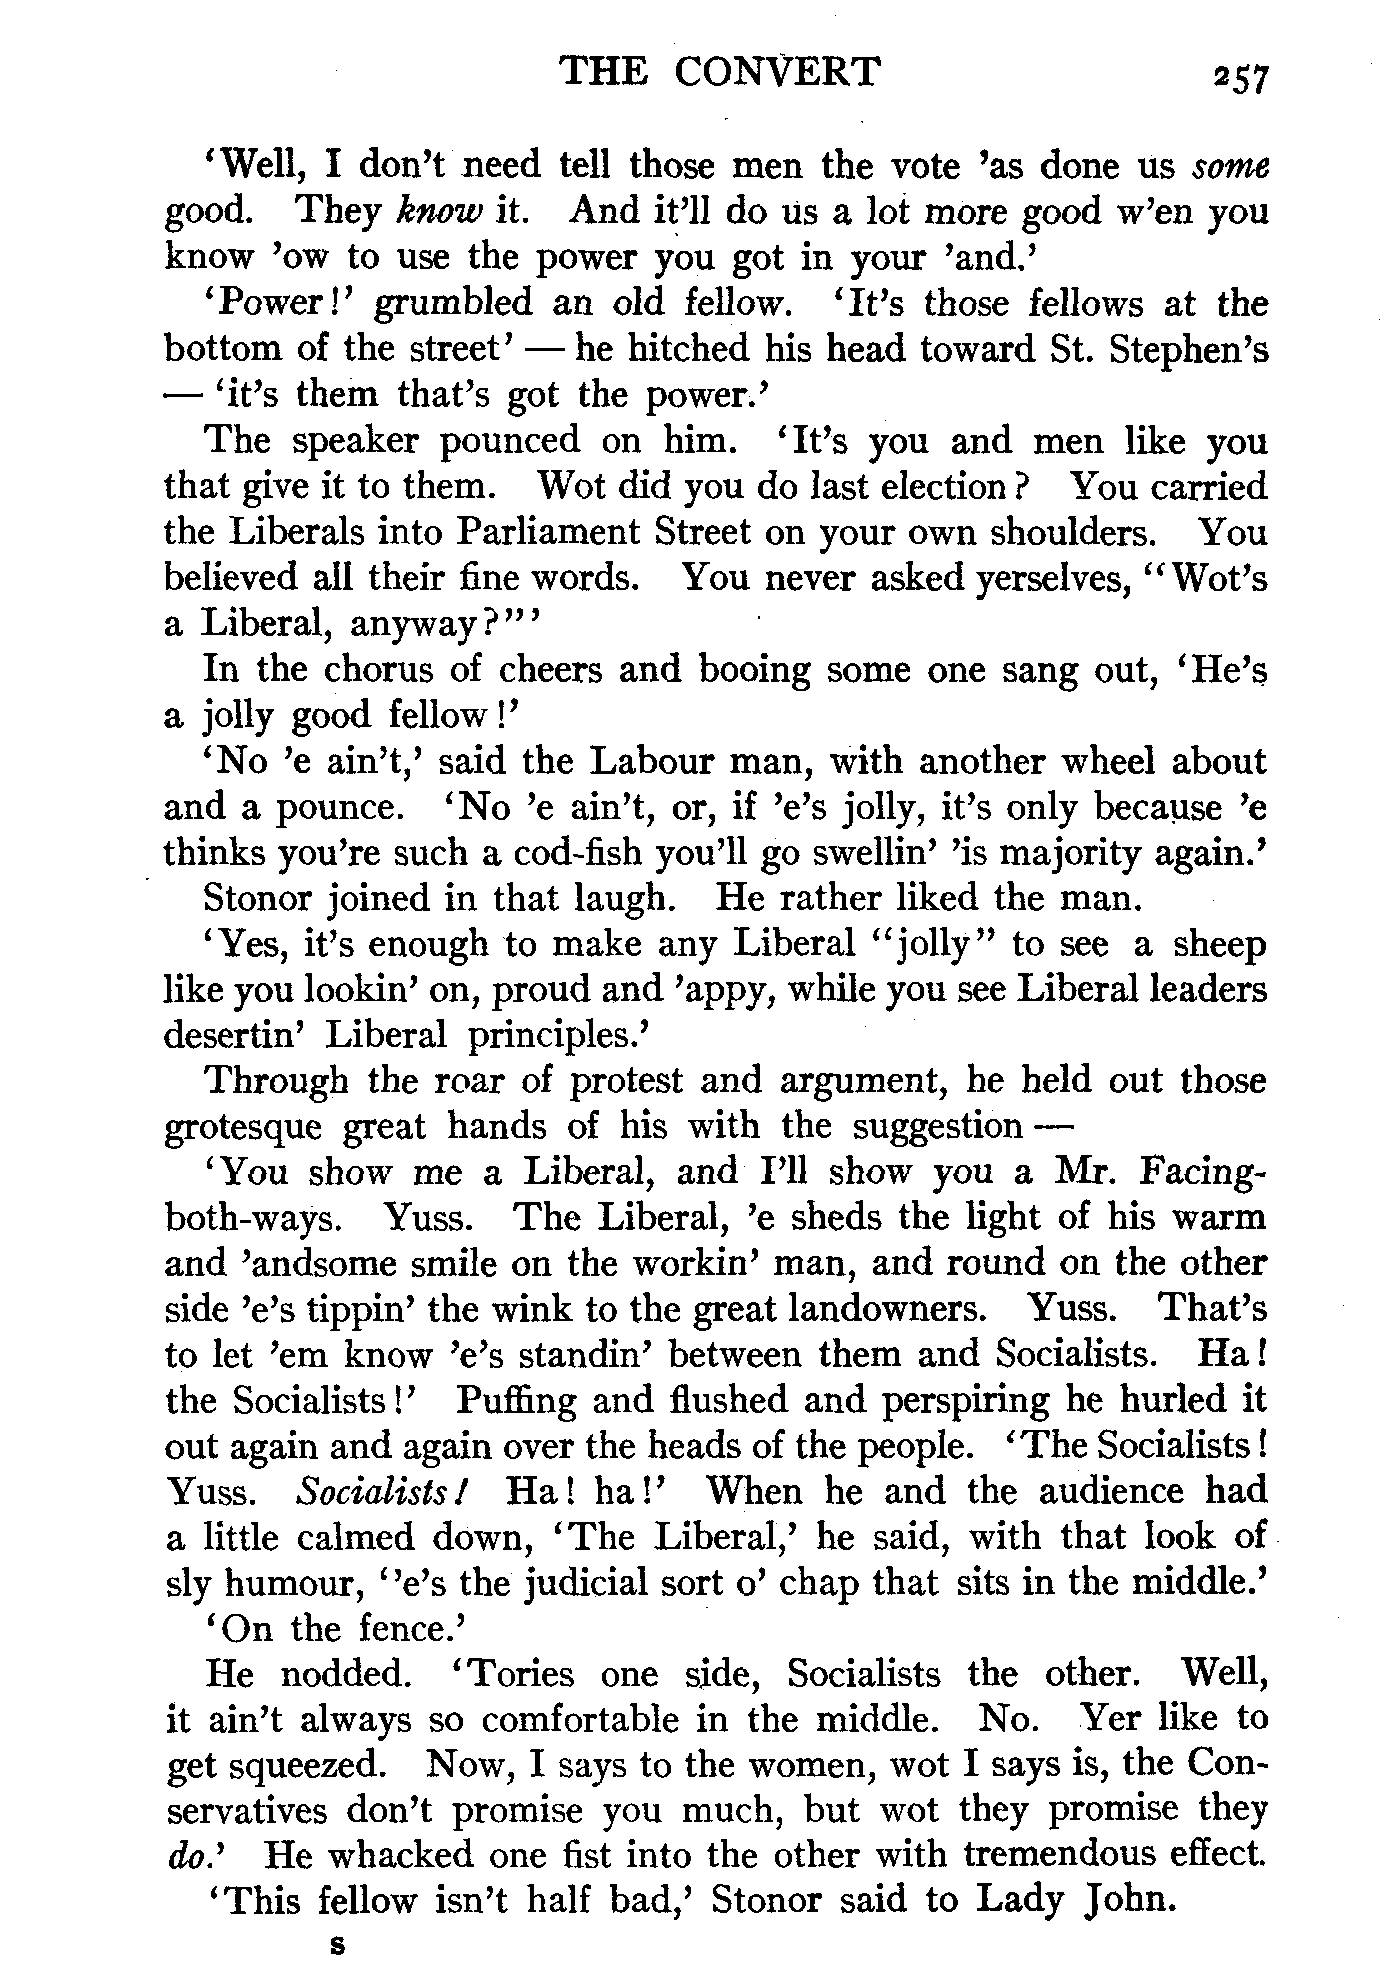 THE CONVERT 257
‘Well, I don’t need tell those men the vote ’as done us some
good. They know it. And it’ll do us a lot more good w’en you
know ’ow to use the power you got in your ’and.’
‘Power!’ grumbled an old fellow. ‘It’s those fellows at the
bottom of the street’ — he hitched his head toward St. Stephen’s
— ‘it’s them that’s got the power.’
The speaker pounced on him. ‘It’s you and men like you
that give it to them. Wot did you do last election? You carried
the Liberals into Parliament Street on your own shoulders. You
believed all their fine words. You never asked yerselves, “Wot’s
a Liberal, anyway?”’
In the chorus of cheers and booing some one sang out, ‘He’s
a jolly good fellow!’
‘No ’e ain’t,’ said the Labour man, with another wheel about
and a pounce. ‘No ’e ain’t, or, if ’e’s jolly, it’s only because ’e
thinks you’re such a cod-fish you’ll go swellin’ ’is majority again.’
Stonor joined in that laugh. He rather liked the man.
‘Yes, it’s enough to make any Liberal “jolly” to see a sheep
like you lookin’ on, proud and ’appy, while you see Liberal leaders
desertin’ Liberal principles.’
Through the roar of protest and argument, he held out those
grotesque great hands of his with the suggestion —
‘You show me a Liberal, and I’ll show you a Mr. Facing-
both-ways. Yuss. The Liberal, ’e sheds the light of his warm
and ’andsome smile on the workin’ man, and round on the other
side ’e’s tippin’ the wink to the great landowners. Yuss. That’s
to let ’em know ’e’s standin’ between them and Socialists. Ha!
the Socialists!’ Puffing and flushed and perspiring he hurled it
out again and again over the heads of the people. ‘The Socialists!
Yuss. Socialists! Ha! ha!’ When he and the audience had
a little calmed down, ‘The Liberal,’ he said, with that look of
sly humour, ‘’e’s the judicial sort o’ chap that sits in the middle.’
‘On the fence.’
He nodded. ‘Tories one side, Socialists the other. Well,
it ain’t always so comfortable in the middle. No. Yer like to
get squeezed. Now, I says to the women, wot I says is, the Con-
servatives don’t promise you much, but wot they promise they
do.’ He whacked one fist into the other with tremendous effect.
‘This fellow isn’t half bad,’ Stonor said to Lady John.
S